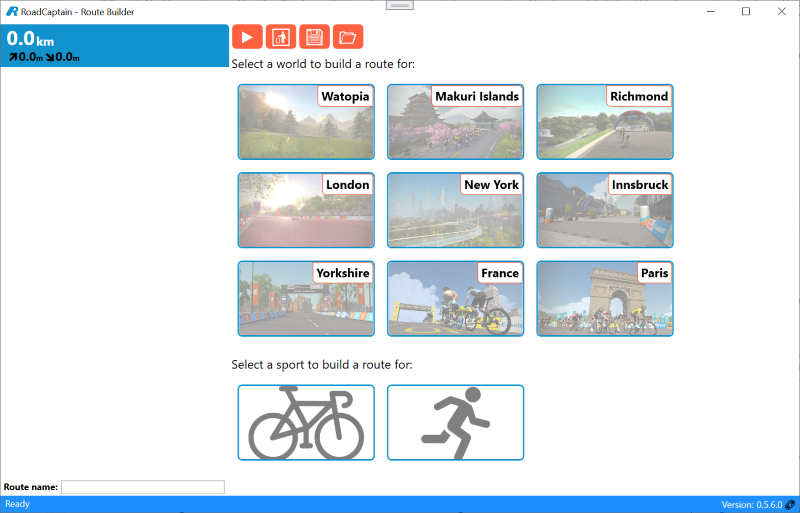 RoadCaptain - Route Builder
0.0 km
0.0m 0.0m
Select a world to build a route for:
Watopia
Makuri Islands
Richmond
London
New York
Innsbruck
Yorkshire
France
Paris
Select a sport to build a route for:
Route name:
Ready
Version: 0.5.6.0